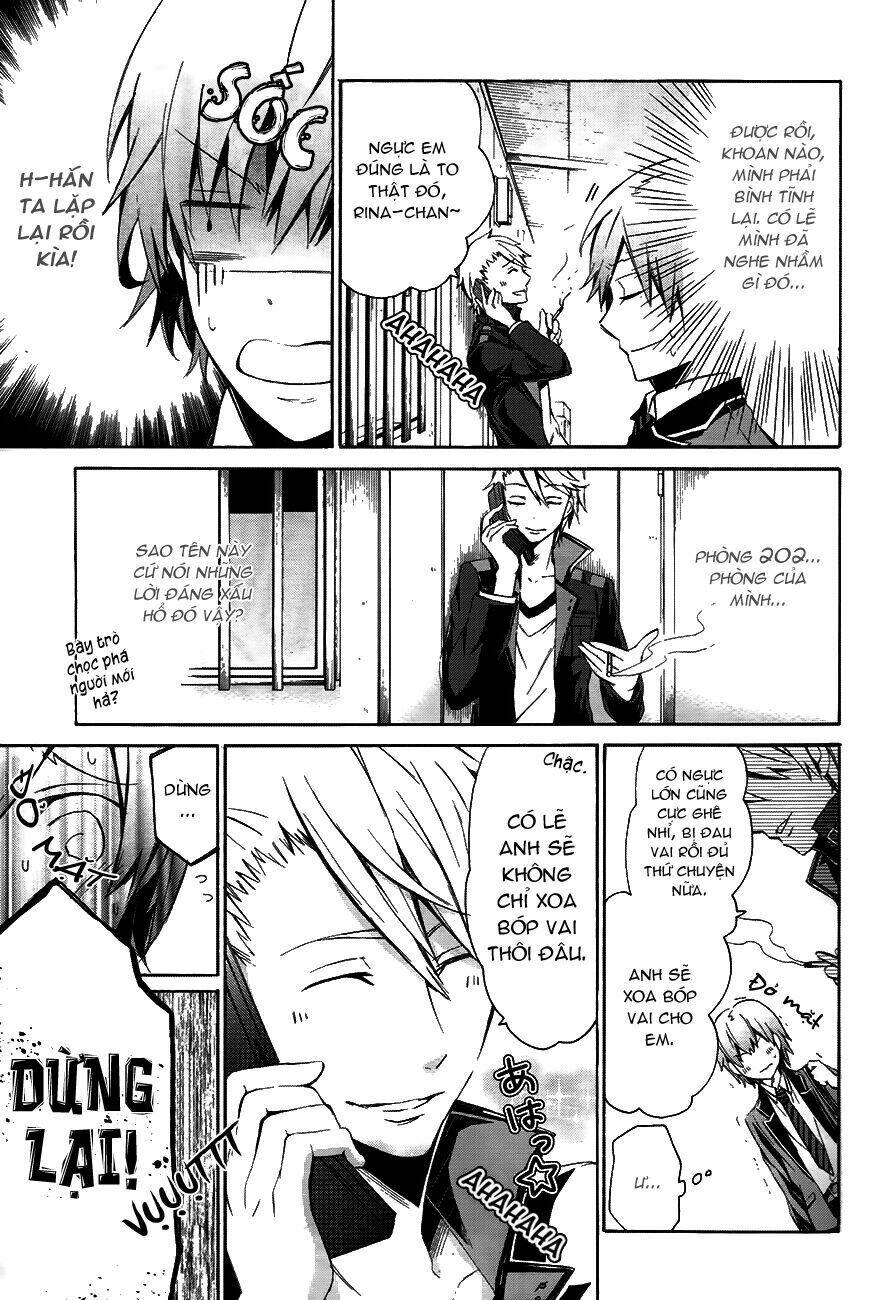 ĐƯỢC RỒI,
KHOAN NÀO,
MÌNH PHẢI
BÌNH TĨNH
LẠI. CÓ LẼ
MÌNH ĐÃ
NGHE NHẦM
GÌ ĐÓ...
NGỰC EM
ĐÚNG LÀ TO
THẬT ĐÓ,
RINA-CHAN~
AHAHAHA
SỐC
H-HẮN
TA LẶP
LẠI RỒI
KÌA!
PHÒNG 202...
PHÒNG CỦA
MÌNH...
SAO TÊN NÀY
CỨ NÓI NHỮNG
LỜI ĐÁNG XẤU
HỔ ĐÓ VẬY?
Bày trò
chọc phá
người mới
hả?
CÓ NGỰC
LỚN CŨNG
CỰC GHÊ
NHỈ, BỊ ĐAU
VAI RỒI ĐỦ
THỨ CHUYỆN
NỮA.
ANH SẼ
XOA BÓP
VAI CHO
EM.
Đỏ mặt
Ư...
Chậc.
CÓ LẼ
ANH SẼ
KHÔNG
CHỈ XOA
BÓP VAI
THÔI ĐÂU.
あはっ☆
AHAHAHA
DỪNG
...
ĐỎ MẶT
DỪNG
LẠI!
VỤỤỤTTT